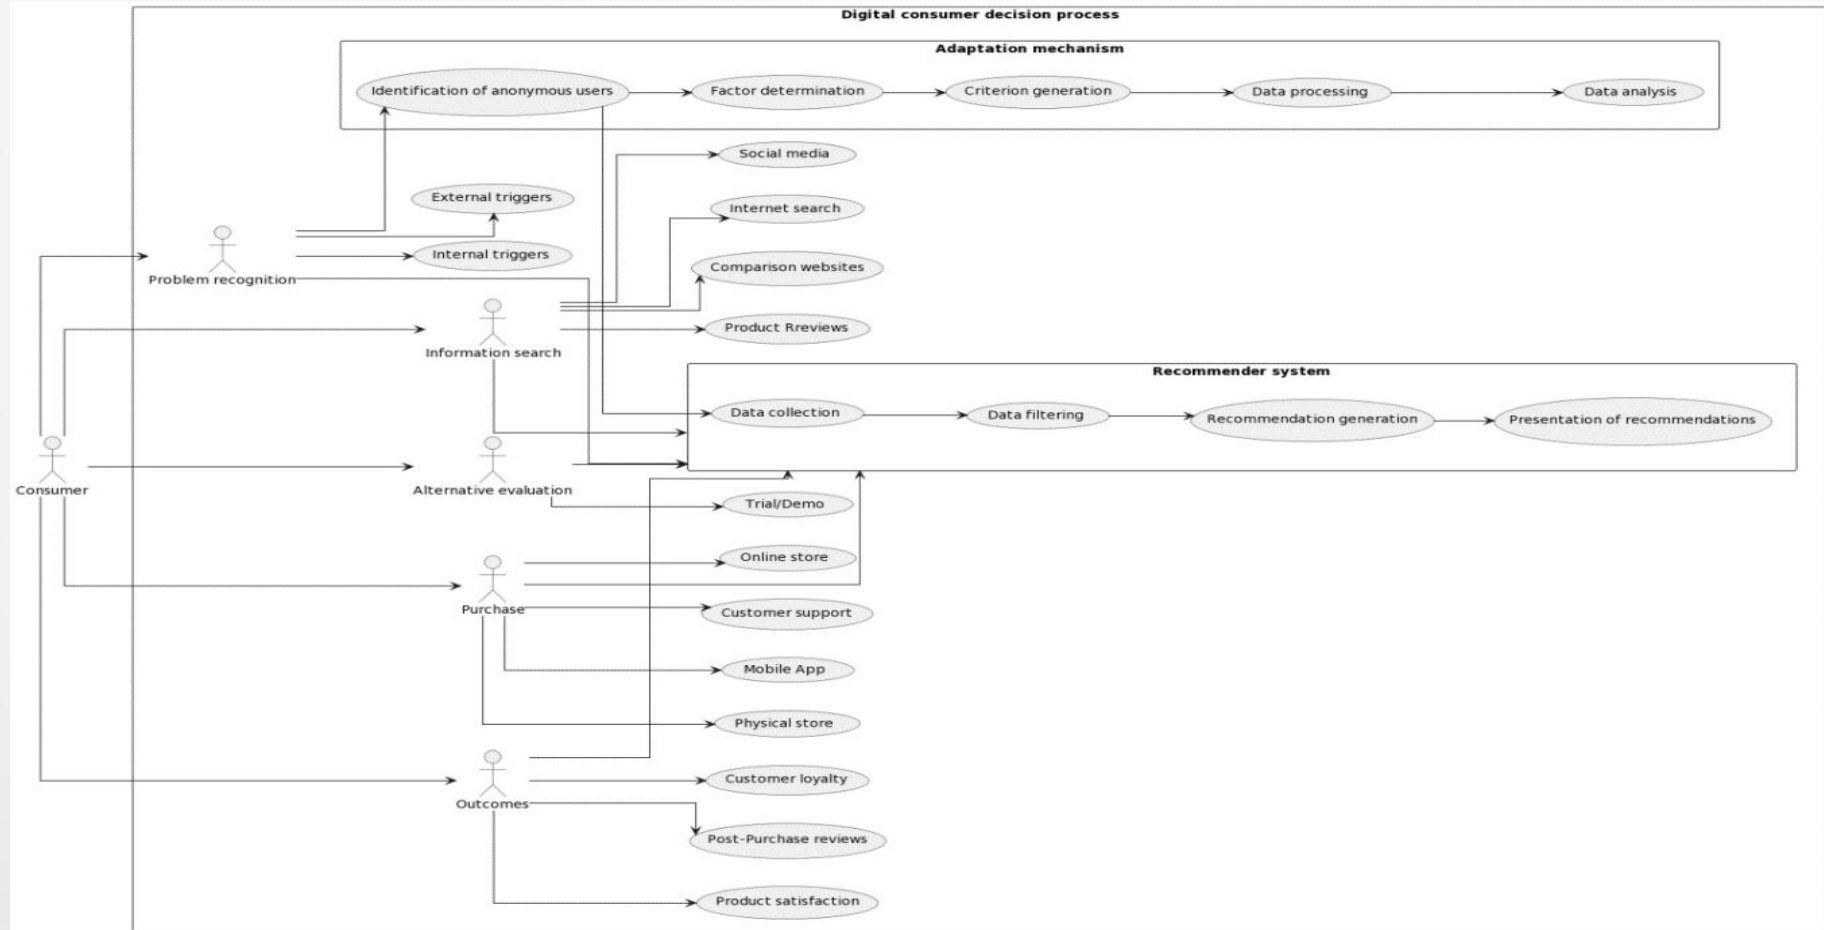 Digital consumer decision process
Adaptation mechanism
Identification of anonymous users
Factor determination
Criterion generation
Data processing
Data analysis
Social media
External triggers
Internet search
Internal triggers
Comparison websites
Problem recognition
Product Rreviews
Information search
Recommender system
Data collection
Data filtering
Recommendation generation
Presentation of recommendations
Consumer
Alternative evaluation
Trial/Demo
Online store
Purchase
Customer support
Mobile App
Physical store
Customer loyalty
Outcomes
Post-Purchase reviews
Product satisfaction